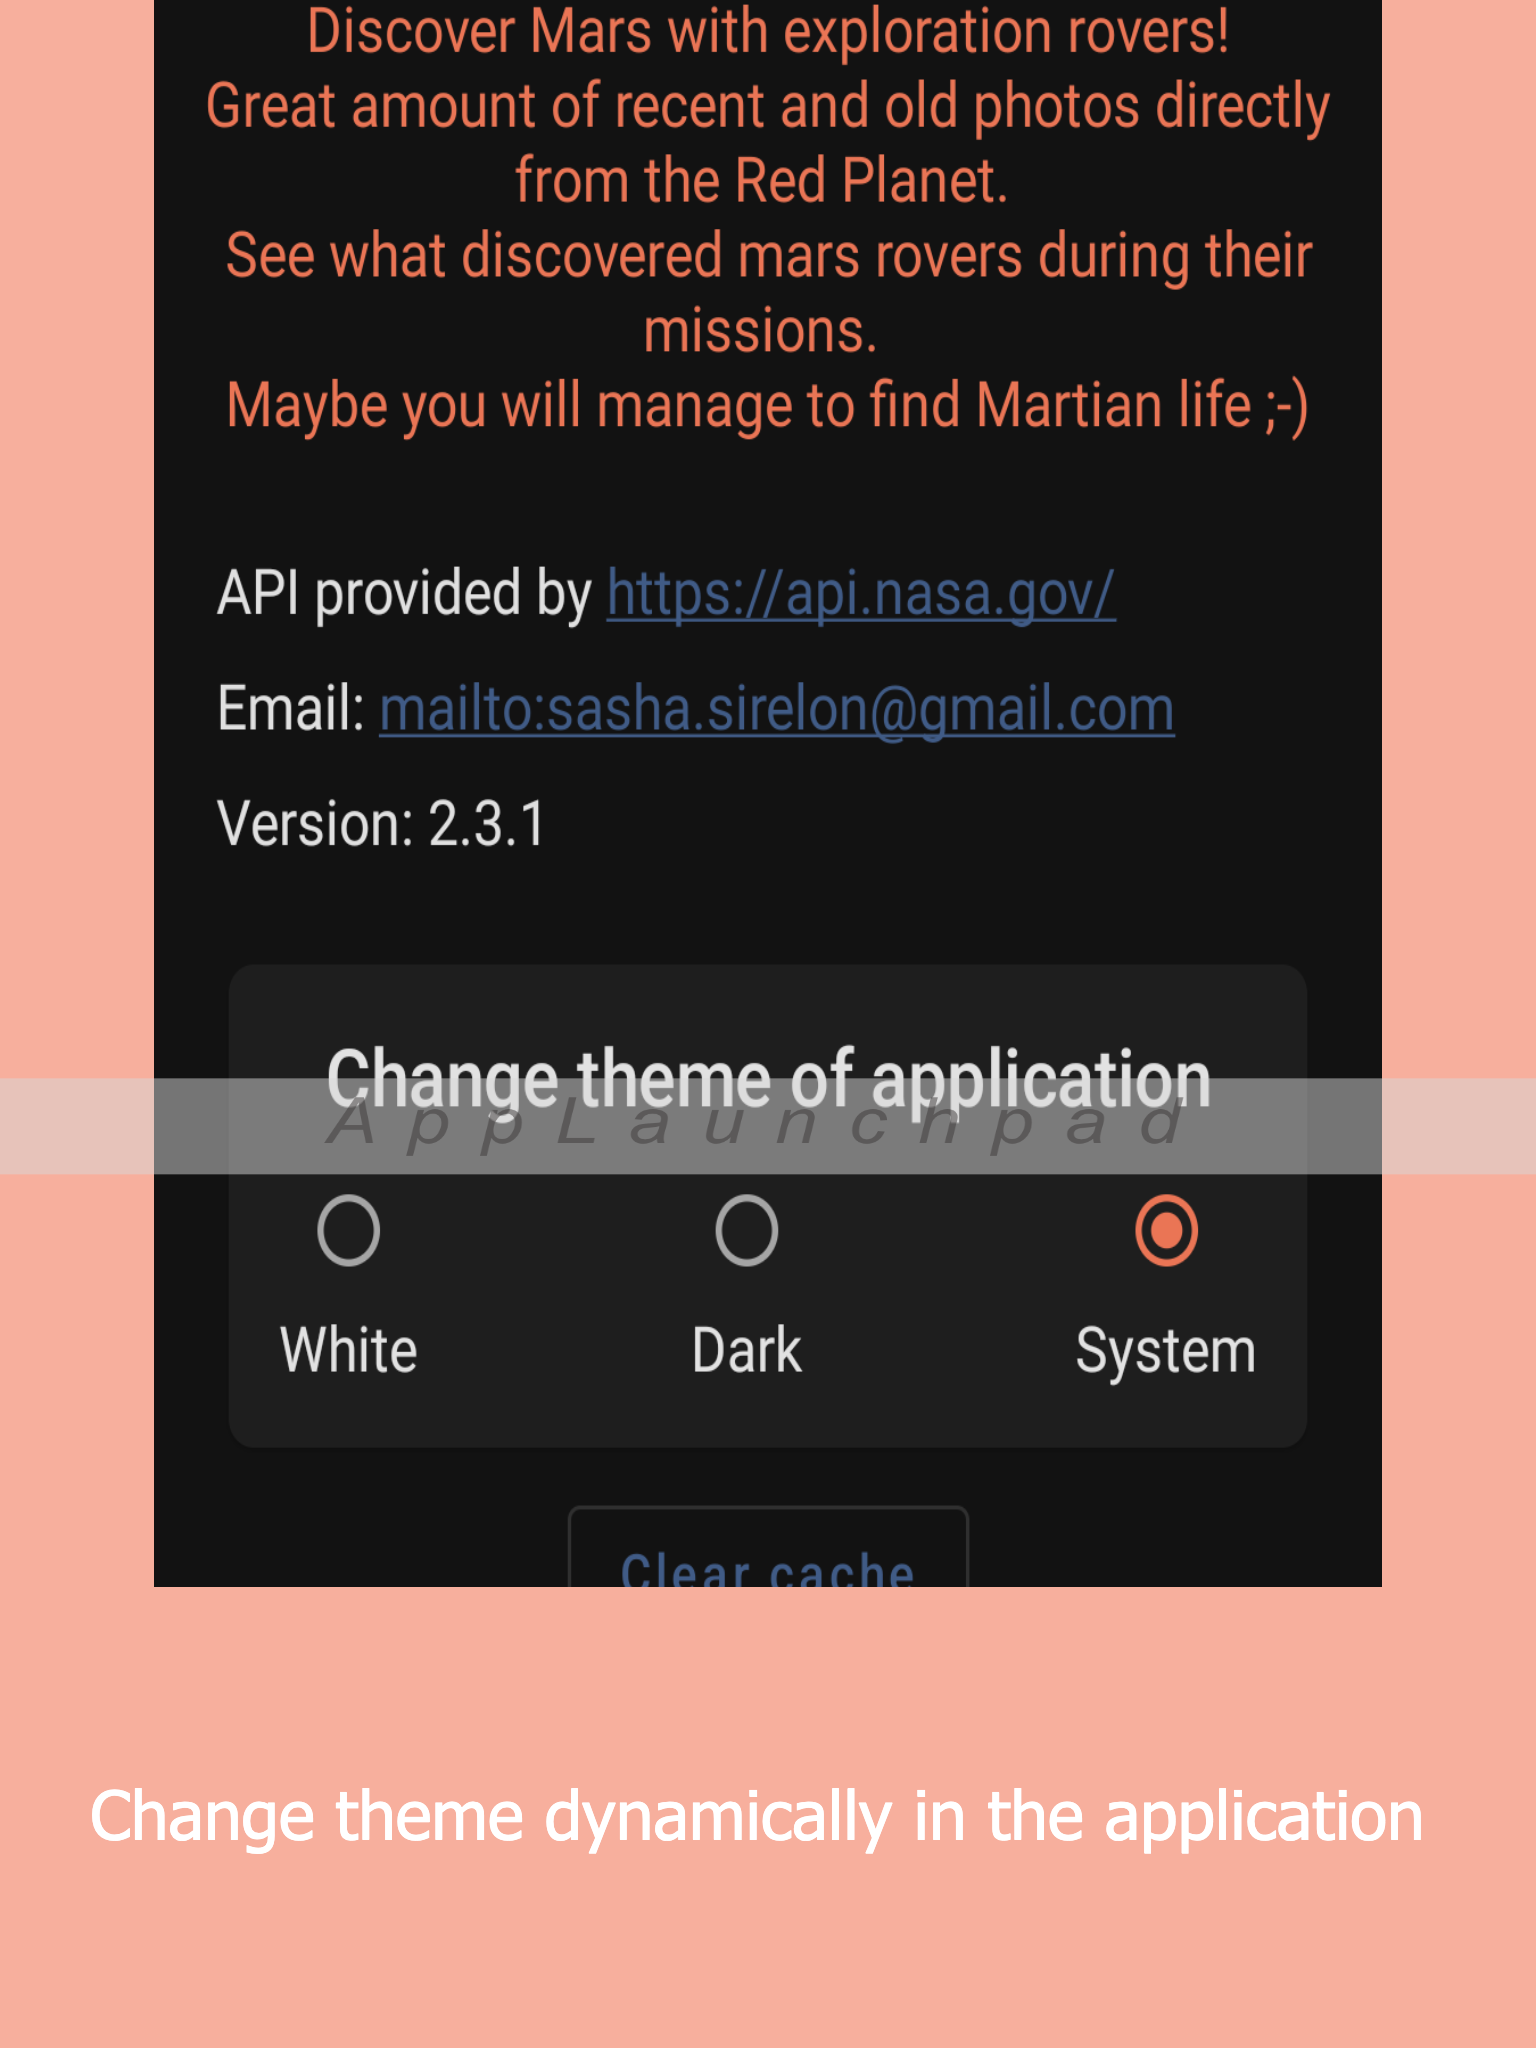 Discover Mars with exploration rovers!
Great amount of recent and old photos directly
from the Red Planet.
See what discovered mars rovers during their
missions.
Maybe you will manage to find Martian life ;-)
API provided by https://api.nasa.gov/
Email: mailto:sasha.sirelon@gmail.com
Version: 2.3.1
Change theme of application
AppLaunchpad
White Dark System
Clear cache
Change theme dynamically in the application